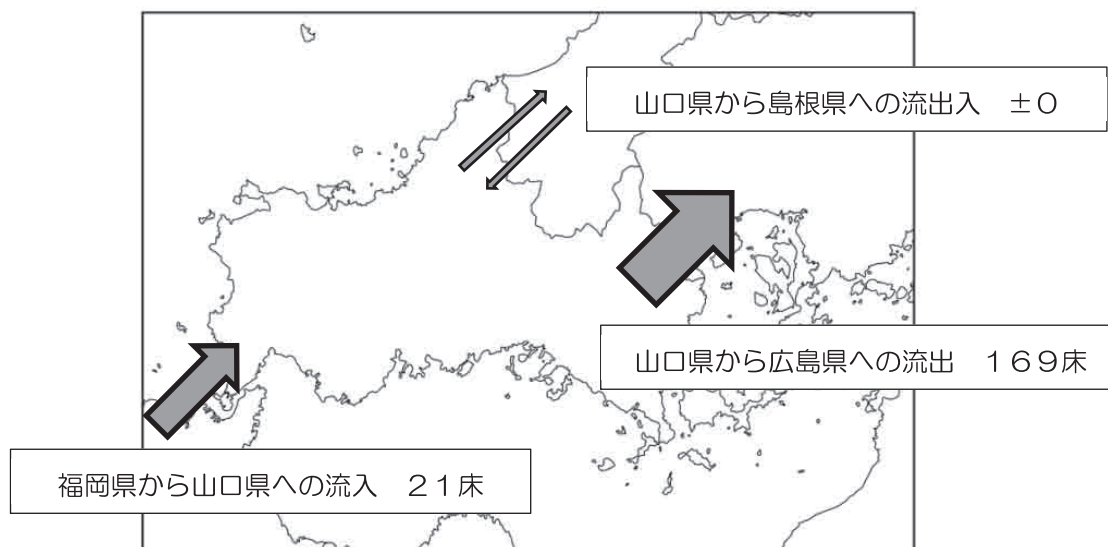 山口県から島根県への流出入　±０
山口県から広島県への流出　１６９床
福岡県から山口県への流入　２１床